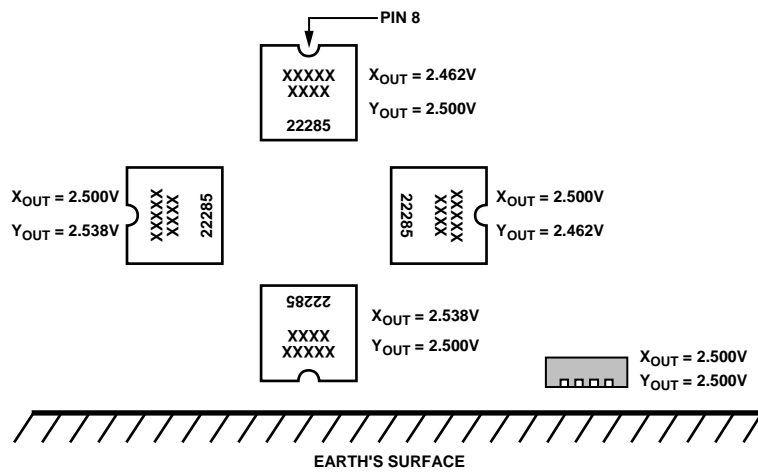 PIN 8
XXXXX
XXXX
22285
XOUT = 2.462V
YOUT = 2.500V
XOUT = 2.500V
YOUT = 2.538V
XXXXX
XXXX
22285
22285
XXXX
XXXXX
XOUT = 2.500V
YOUT = 2.462V
22285
XXXX
XXXXX
XOUT = 2.538V
YOUT = 2.500V
XOUT = 2.500V
YOUT = 2.500V
EARTH'S SURFACE